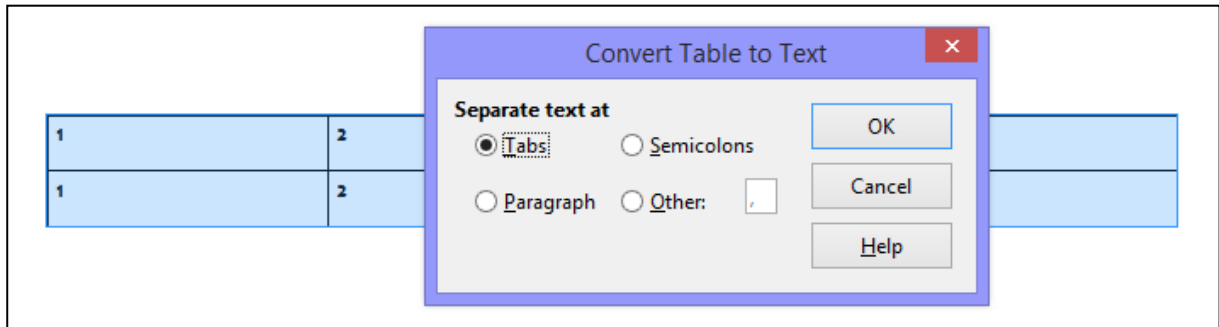 Convert Table to Text
Separate text at
Tabs Semicolons OK
Paragraph Other: , Cancel
Help
1 2
1 2